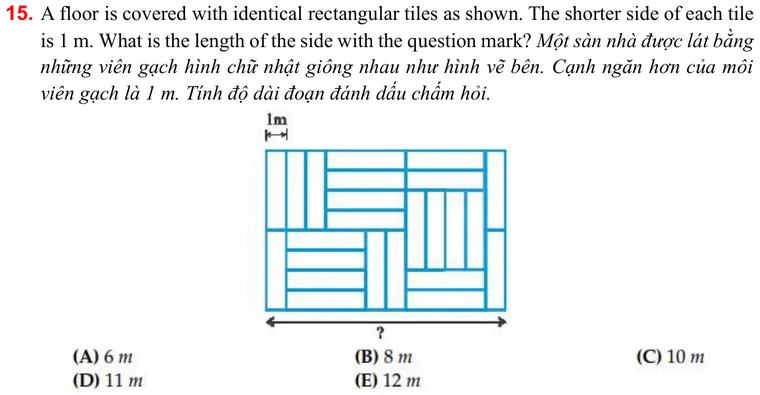 15. A floor is covered with identical rectangular tiles as shown. The shorter side of each tile
is 1 m. What is the length of the side with the question mark? Một sàn nhà được lát bằng
những viên gạch hình chữ nhật giông nhau như hình vẽ bên. Cạnh ngăn hơn của môi
viên gạch là 1 m. Tính độ dài đoạn đánh dấu chấm hỏi.
1m
?
(A) 6 m (B) 8 m (C) 10 m
(D) 11 m (E) 12 m